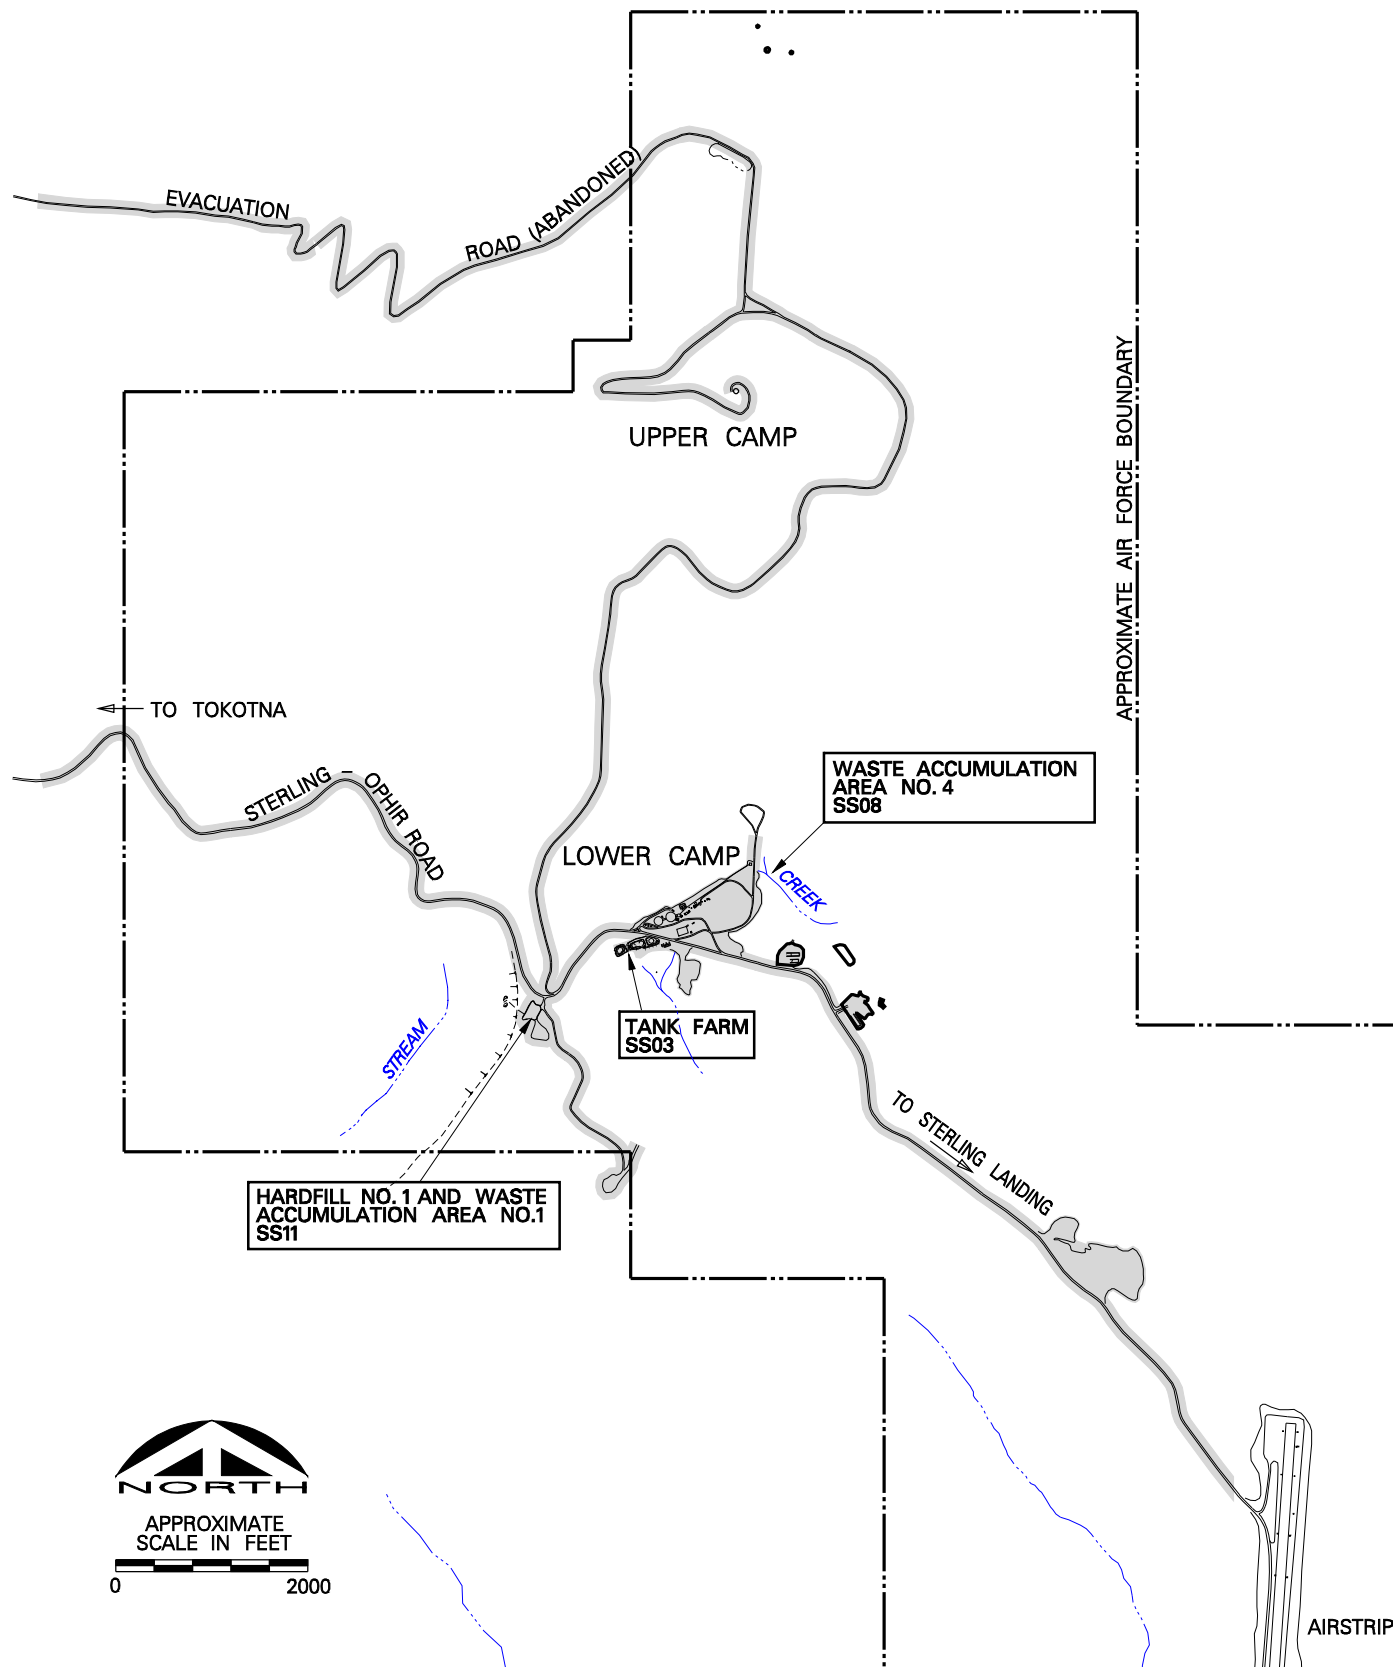 EVACUATION
ROAD (ABANDONED)
UPPER CAMP
APPROXIMATE AIR FORCE BOUNDARY
TO TOKOTNA
STERLING - OPHIR ROAD
WASTE ACCUMULATION
AREA NO. 4
SS08
LOWER CAMP
CREEK
STREAM
TANK FARM
SS03
TO STERLING LANDING
HARDFILL NO. 1 AND WASTE
ACCUMULATION AREA NO.1
SS11
NORTH
APPROXIMATE
SCALE IN FEET
0 2000
AIRSTRIP